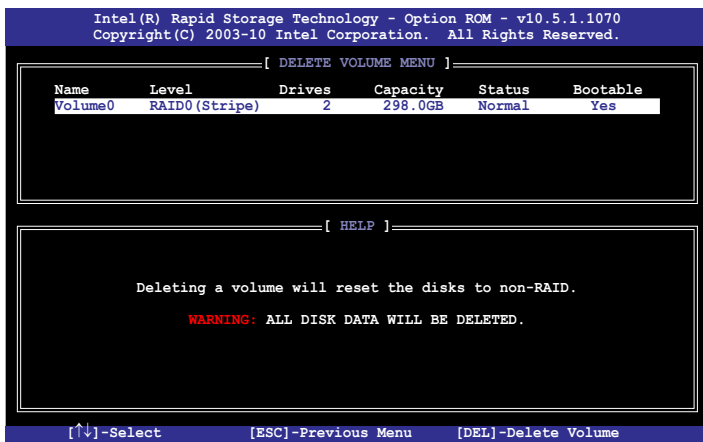 Intel(R) Rapid Storage Technology - Option ROM - v10.5.1.1070
Copyright(C) 2003-10 Intel Corporation. All Rights Reserved.
[ DELETE VOLUME MENU ]
Name Level Drives Capacity Status Bootable
Volume0 RAID0(Stripe) 2 298.0GB Normal Yes
[ HELP ]
Deleting a volume will reset the disks to non-RAID.
WARNING: ALL DISK DATA WILL BE DELETED.
[↑↓]-Select [ESC]-Previous Menu [DEL]-Delete Volume